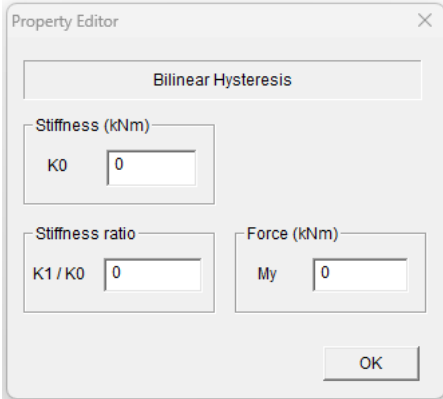 Property Editor
Bilinear Hysteresis
Stiffness (kNm)
K0 0
Stiffness ratio
K1 / K0 0
Force (kNm)
My 0
OK